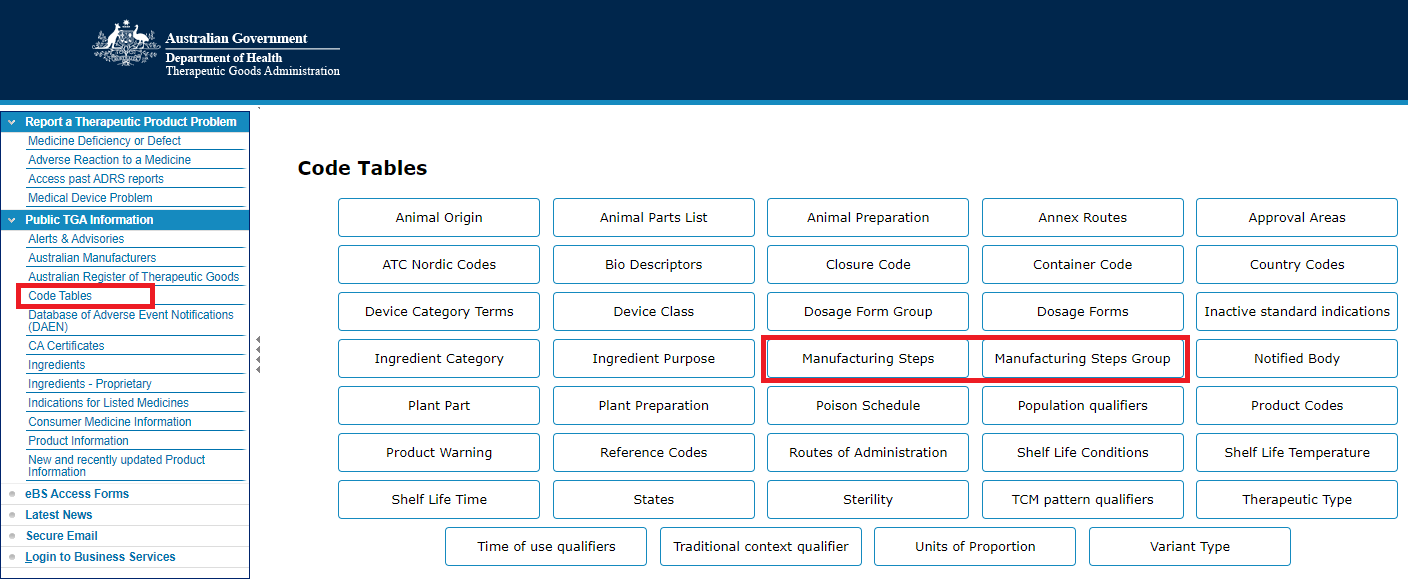 Australian Government
Department of Health
Therapeutic Goods Administration
Report a Therapeutic Product Problem
Medicine Deficiency or Defect
Adverse Reaction to a Medicine
Access past ADRS reports
Medical Device Problem
Public TGA Information
Alerts & Advisories
Australian Manufacturers
Australian Register of Therapeutic Goods
Code Tables
Database of Adverse Event Notifications
(DAEN)
CA Certificates
Ingredients
Ingredients - Proprietary
Indications for Listed Medicines
Consumer Medicine Information
Product Information
New and recently updated Product
Information
eBS Access Forms
Latest News
Secure Email
Login to Business Services
Code Tables
Animal Origin Animal Parts List Animal Preparation Annex Routes Approval Areas
ATC Nordic Codes Bio Descriptors Closure Code Container Code Country Codes
Device Category Terms Device Class Dosage Form Group Dosage Forms Inactive standard indications
Ingredient Category Ingredient Purpose Manufacturing Steps Manufacturing Steps Group Notified Body
Plant Part Plant Preparation Poison Schedule Population qualifiers Product Codes
Product Warning Reference Codes Routes of Administration Shelf Life Conditions Shelf Life Temperature
Shelf Life Time States Sterility TCM pattern qualifiers Therapeutic Type
Time of use qualifiers Traditional context qualifier Units of Proportion Variant Type